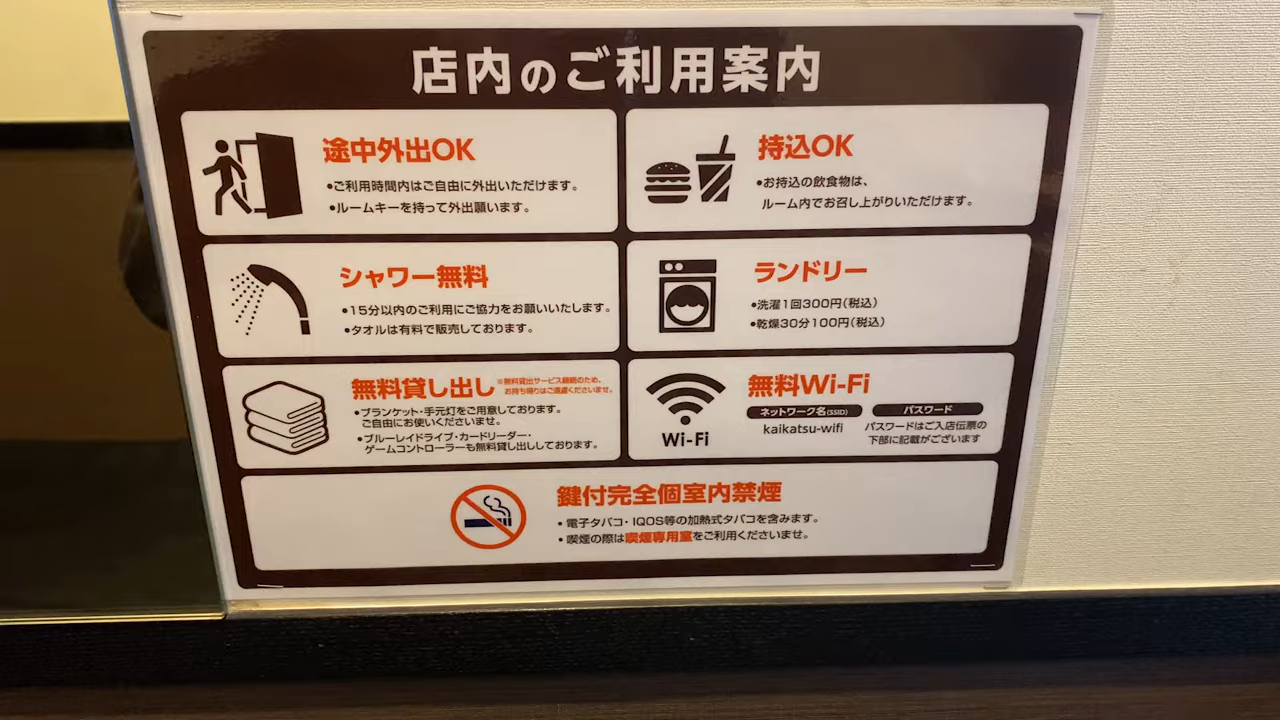 店内のご利用案内
途中外出OK
•ご利用時間内はご自由に外出いただけます。
•ルームキーを持って外出願います。
持込OK
•お持込の飲食物は、
ルーム内でお召し上がりいただけます。
シャワー無料
•15分以内のご利用にご協力をお願いいたします。
•タオルは有料で販売しております。
ランドリー
•洗濯1回300円(税込)
•乾燥30分100円(税込)
無料貸し出し
※無料貸出サービス継続のため、
お持ち帰りはご遠慮くださいませ。
•ブランケット・手元灯をご用意しております。
ご自由にお使いくださいませ。
•ブルーレイドライブ・カードリーダー・
ゲームコントローラーも無料貸し出ししております。
Wi-Fi
無料Wi-Fi
ネットワーク名(SSID)
kaikatsu-wifi
パスワード
パスワードはご入店伝票の
下部に記載がございます
鍵付完全個室内禁煙
• 電子タバコ・IQOS等の加熱式タバコを含みます。
• 喫煙の際は喫煙専用室をご利用くださいませ。